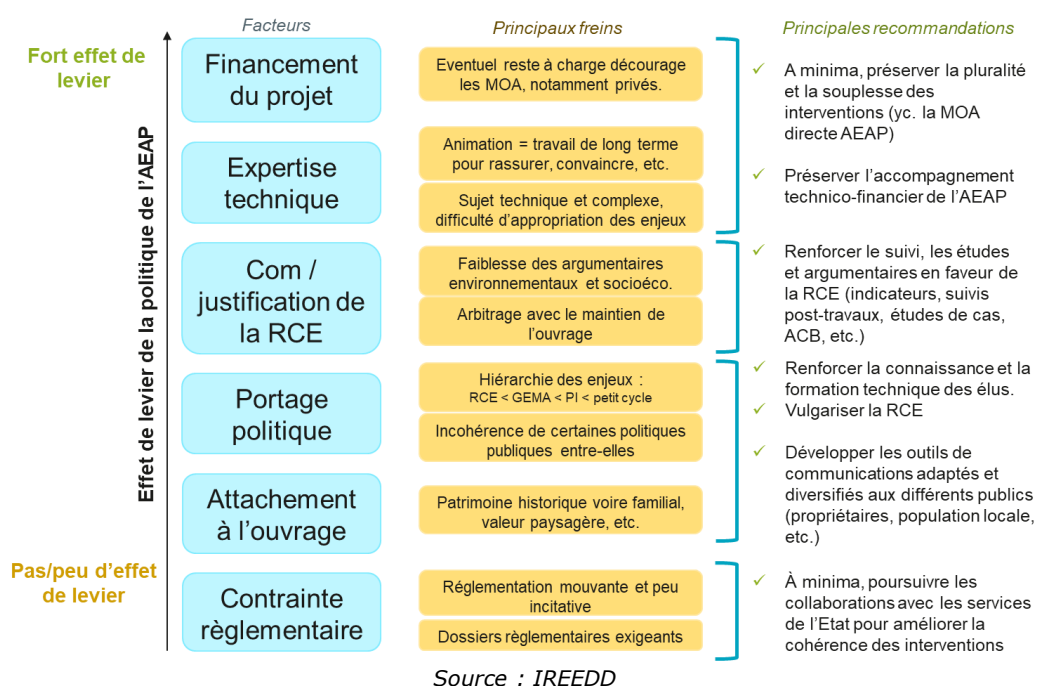 Facteurs
Principaux freins
Principales recommandations
Fort effet de
levier
Effet de levier de la politique de l'AEAP
Pas/peu d'effet
de levier
Financement
du projet
Eventuel reste à charge décourage
les MOA, notamment privés.
Expertise
technique
Animation = travail de long terme
pour rassurer, convaincre, etc.
Sujet technique et complexe,
difficulté d'appropriation des enjeux
✓ A minima, préserver la pluralité
et la souplesse des
interventions (yc. la MOA
directe AEAP)
✓ Préserver l'accompagnement
technico-financier de l'AEAP
Com /
justification de
la RCE
Faiblesse des argumentaires
environnementaux et socioéco.
Arbitrage avec le maintien de
l'ouvrage
✓ Renforcer le suivi, les études
et argumentaires en faveur de
la RCE (indicateurs, suivis
post-travaux, études de cas,
ACB, etc.)
Portage
politique
Hiérarchie des enjeux :
RCE < GEMA < PI < petit cycle
Incohérence de certaines politiques
publiques entre-elles
Attachement
à l'ouvrage
Patrimoine historique voire familial,
valeur paysagère, etc.
✓ Renforcer la connaissance et la
formation technique des élus.
✓ Vulgariser la RCE
✓ Développer les outils de
communications adaptés et
diversifiés aux différents publics
(propriétaires, population locale,
etc.)
Contrainte
règlementaire
Réglementation mouvante et peu
incitative
Dossiers règlementaires exigeants
✓ À minima, poursuivre les
collaborations avec les services
de l'Etat pour améliorer la
cohérence des interventions
Source : IREEDD